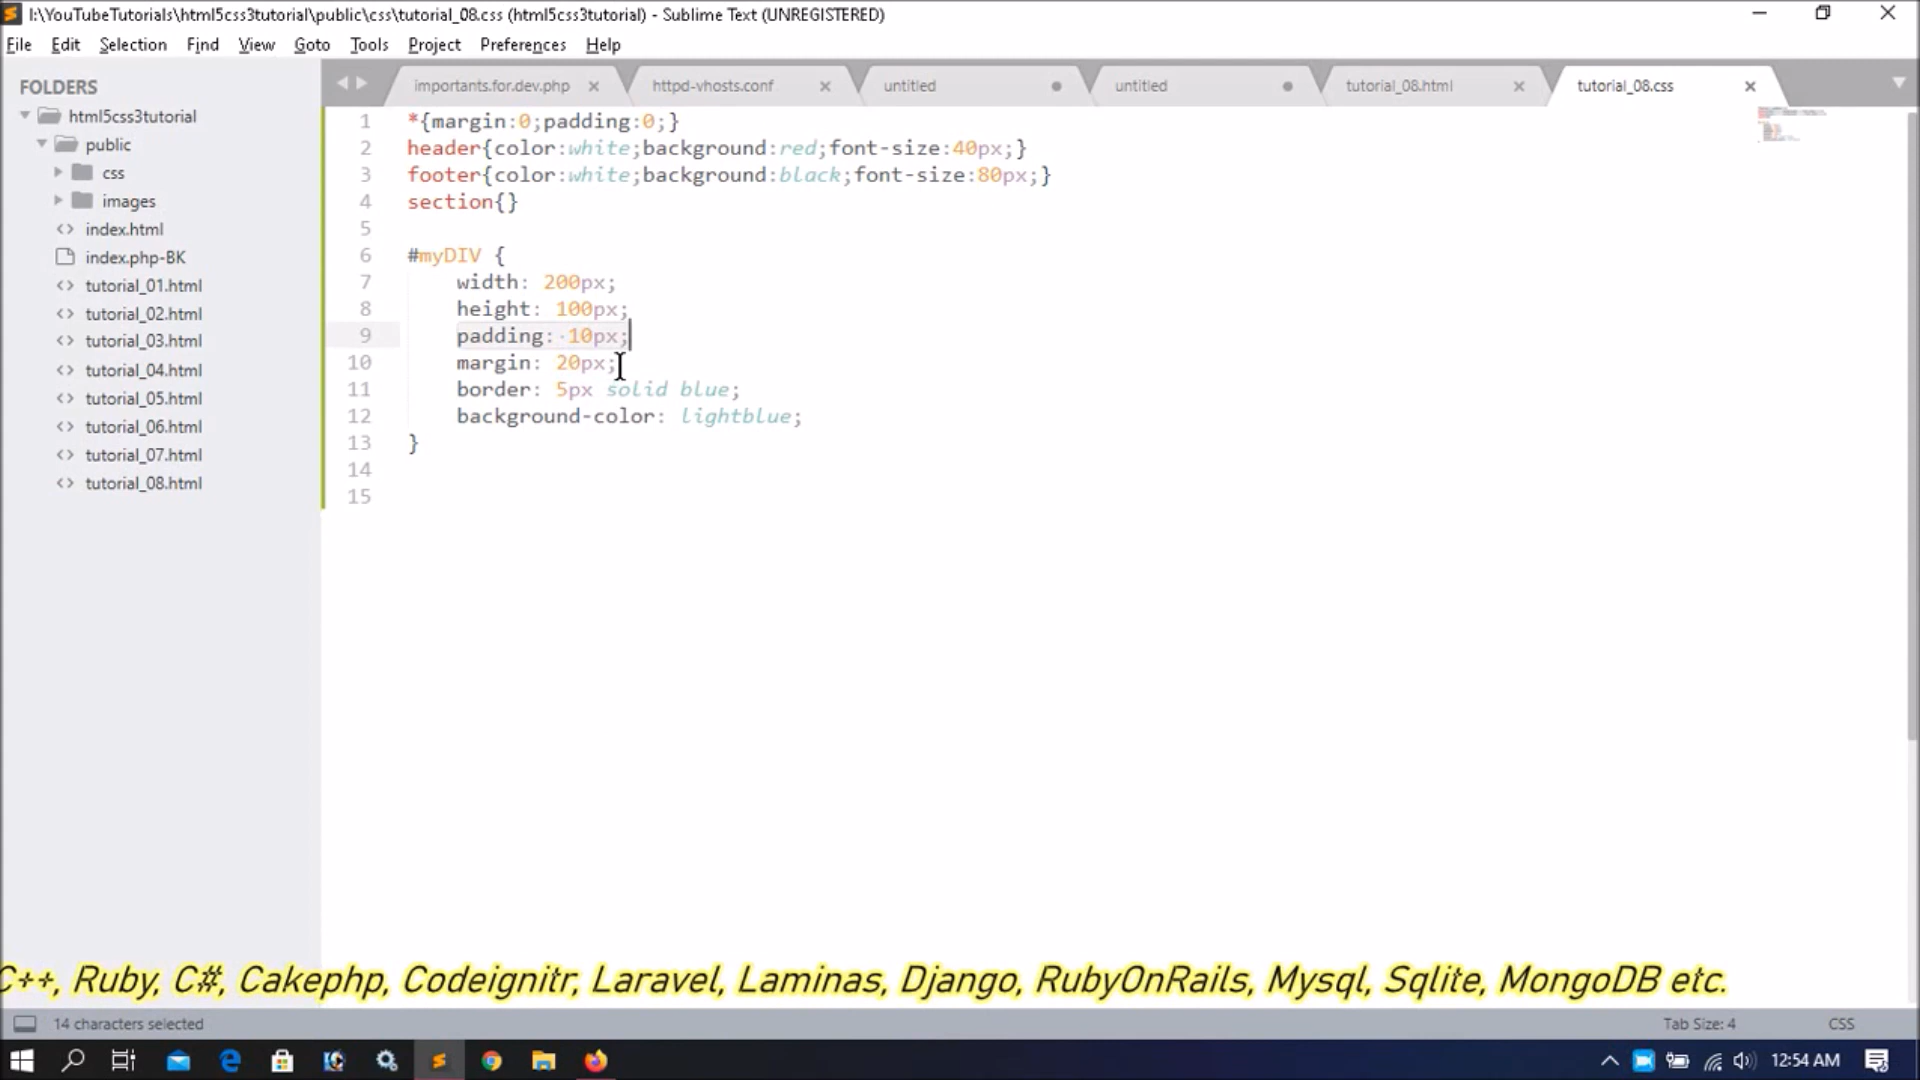 I:\YouTubeTutorials\html5css3tutorial\public\css\tutorial_08.css (html5css3tutorial) - Sublime Text (UNREGISTERED)
File Edit Selection Find View Goto Tools Project Preferences Help
FOLDERS
html5css3tutorial
public
css
images
index.html
index.php-BK
tutorial_01.html
tutorial_02.html
tutorial_03.html
tutorial_04.html
tutorial_05.html
tutorial_06.html
tutorial_07.html
tutorial_08.html
importants.for.dev.php httpd-vhosts.conf untitled untitled tutorial_08.html tutorial_08.css
1 *{margin:0;padding:0;}
2 header{color:white;background:red;font-size:40px;}
3 footer{color:white;background:black;font-size:80px;}
4 section{}
5
6 #myDIV {
7 width: 200px;
8 height: 100px;
9 padding: 10px;
10 margin: 20px;
11 border: 5px solid blue;
12 background-color: lightblue;
13 }
14
15
C++, Ruby, C#, Cakephp, Codeignitr, Laravel, Laminas, Django, RubyOnRails, Mysql, Sqlite, MongoDB etc.
14 characters selected Tab Size: 4 CSS
12:54 AM